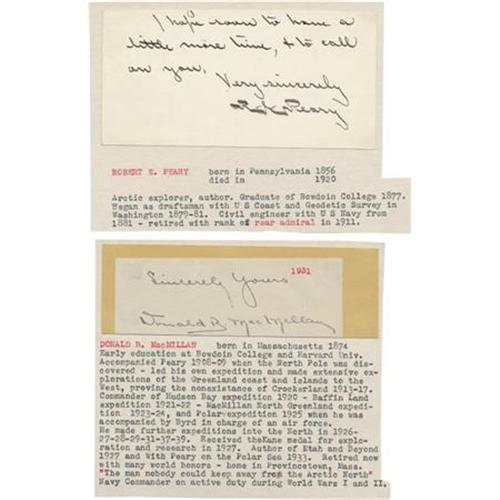 I hope soon to have a
little more time, & to call
on you.
Very sincerely
R. E. Peary
ROBERT E. PEARY born in Pennsylvania 1856
died in 1920
Arctic explorer, author. Graduate of Bowdoin College 1877.
Began as draftsman with U S Coast and Geodetic Survey in
Washington 1879-81. Civil engineer with U S Navy from
1881 - retired with rank of rear admiral in 1911.
1931
Sincerely Yours
Donald B MacMillan
DONALD B. MacMILLAN born in Massachusetts 1874
Early education at Bowdoin College and Harvard Univ.
Accompanied Peary 1908-09 when the North Pole was dis-
covered - led his own expedition and made extensive exp-
lorations of the Greenland coast and islands to the
West, proving the nonexistance of Crockerland 1913-17.
Commander of Hudson Bay expedition 1920 - Baffin Land
expedition 1921-22 - MacMillan North Greenland expedi-
tion 1923-24, and Polar expedition 1925 when he was
accompanied by Byrd in charge of an air force.
He made further expeditions into the North in 1926-
27-28-29-31-37-39. Received the Kane medal for explo-
ration and research in 1927. Author of Etah and Beyond
1927 and With Peary on the Polar Sea 1933. Retired now
with many world honors - home in Provincetown, Mass.
"The man nobody could keep away from the Arctic North"
Navy Commander on active duty during World Wars I and II.